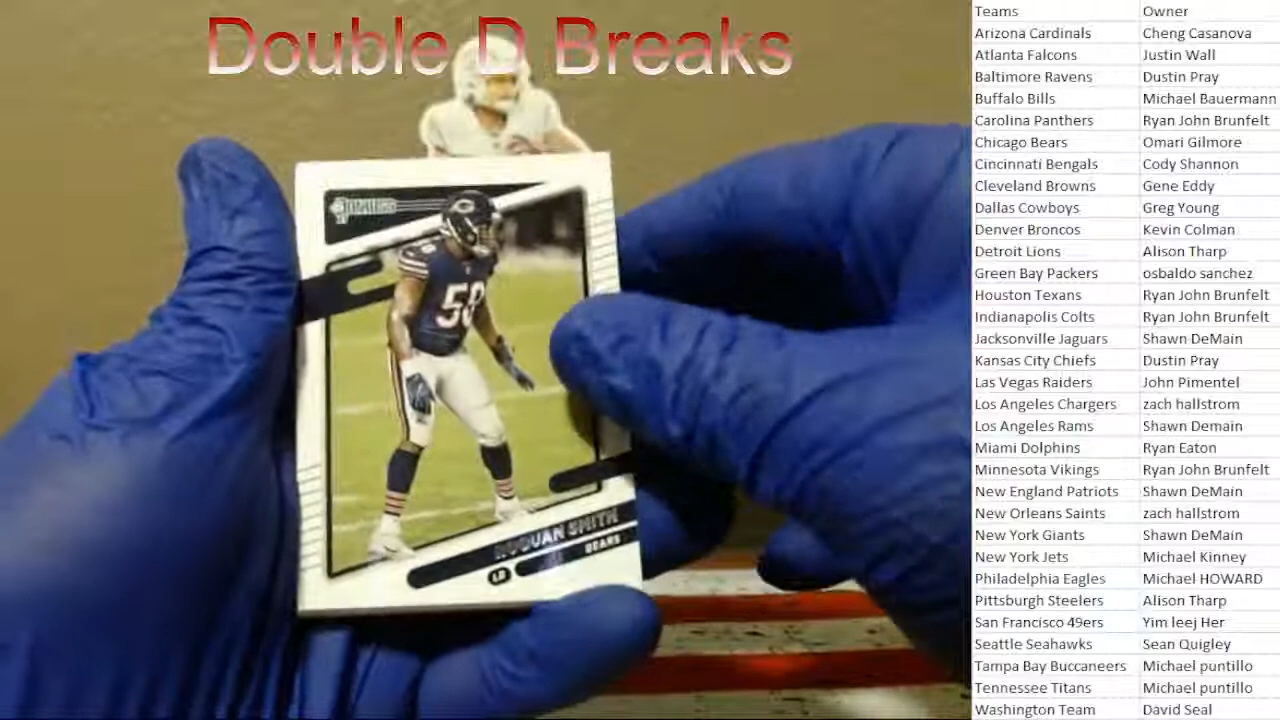 Double D Breaks
DONRUSS
58
ROQUAN SMITH
BEARS
LB
Teams Owner
Arizona Cardinals Cheng Casanova
Atlanta Falcons Justin Wall
Baltimore Ravens Dustin Pray
Buffalo Bills Michael Bauermann
Carolina Panthers Ryan John Brunfelt
Chicago Bears Omari Gilmore
Cincinnati Bengals Cody Shannon
Cleveland Browns Gene Eddy
Dallas Cowboys Greg Young
Denver Broncos Kevin Colman
Detroit Lions Alison Tharp
Green Bay Packers osbaldo sanchez
Houston Texans Ryan John Brunfelt
Indianapolis Colts Ryan John Brunfelt
Jacksonville Jaguars Shawn DeMain
Kansas City Chiefs Dustin Pray
Las Vegas Raiders John Pimentel
Los Angeles Chargers zach hallstrom
Los Angeles Rams Shawn Demain
Miami Dolphins Ryan Eaton
Minnesota Vikings Ryan John Brunfelt
New England Patriots Shawn DeMain
New Orleans Saints zach hallstrom
New York Giants Shawn DeMain
New York Jets Michael Kinney
Philadelphia Eagles Michael HOWARD
Pittsburgh Steelers Alison Tharp
San Francisco 49ers Yim leej Her
Seattle Seahawks Sean Quigley
Tampa Bay Buccaneers Michael puntillo
Tennessee Titans Michael puntillo
Washington Team David Seal